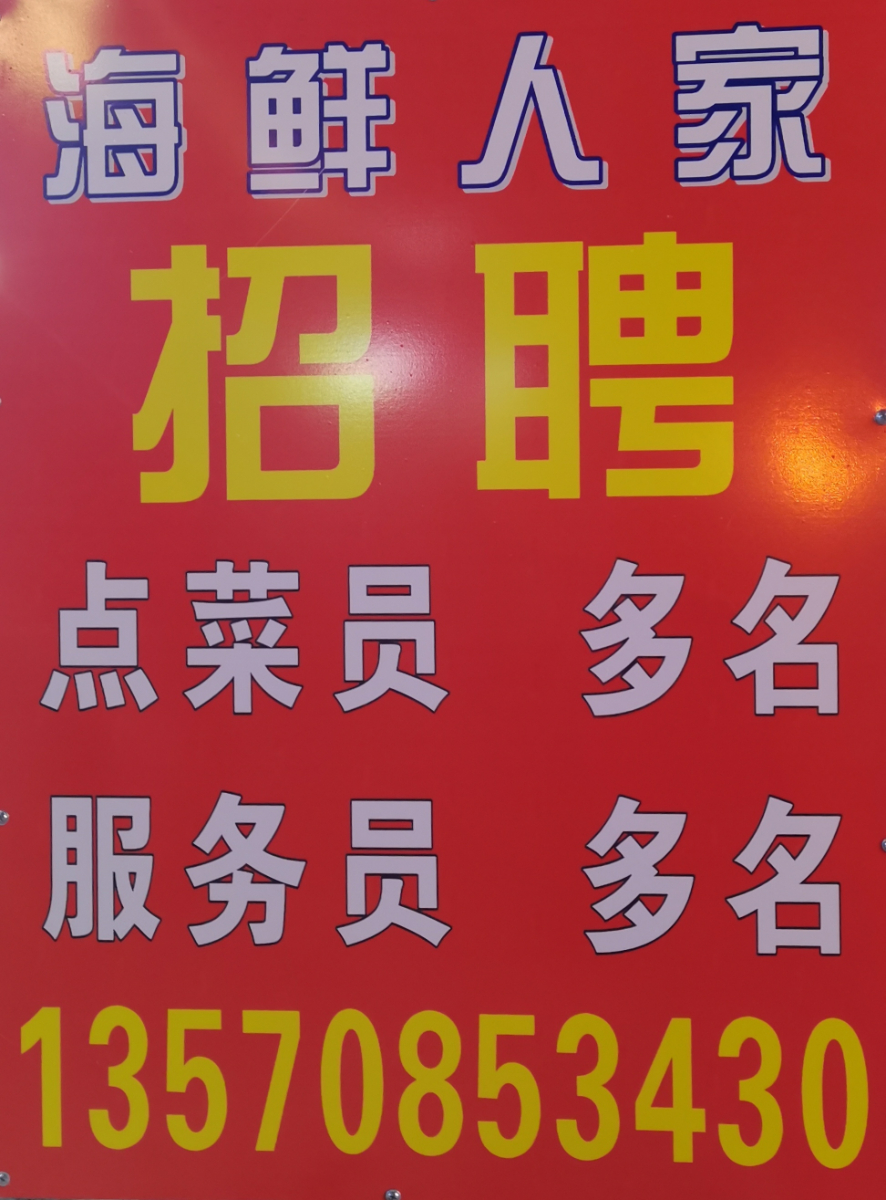 海鲜人家
招聘
点菜员 多名
服务员 多名
13570853430